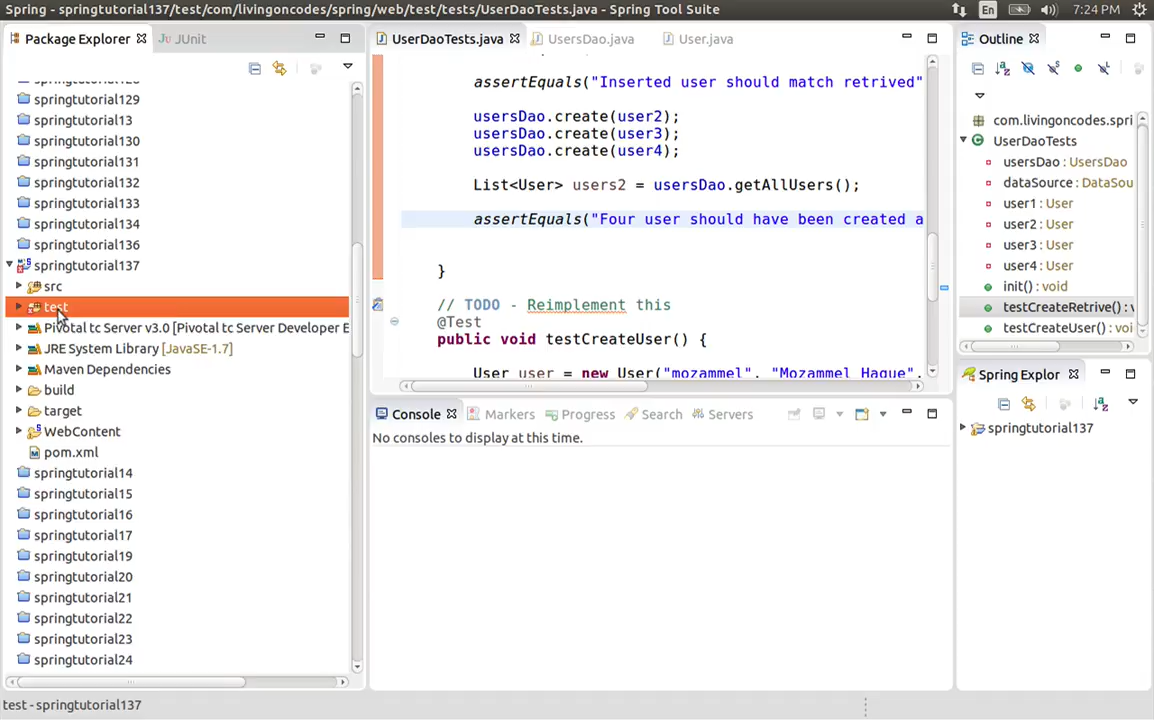 Spring - springtutorial137/test/com/livingoncodes/spring/web/test/tests/UserDaoTests.java - Spring Tool Suite
En
7:24 PM
Package Explorer
JUnit
springtutorial129
springtutorial13
springtutorial130
springtutorial131
springtutorial132
springtutorial133
springtutorial134
springtutorial136
springtutorial137
src
test
Pivotal tc Server v3.0 [Pivotal tc Server Developer E
JRE System Library [JavaSE-1.7]
Maven Dependencies
build
target
WebContent
pom.xml
springtutorial14
springtutorial15
springtutorial16
springtutorial17
springtutorial19
springtutorial20
springtutorial21
springtutorial22
springtutorial23
springtutorial24
UserDaoTests.java
UsersDao.java
User.java
assertEquals("Inserted user should match retrived"
usersDao.create(user2);
usersDao.create(user3);
usersDao.create(user4);
List<User> users2 = usersDao.getAllUsers();
assertEquals("Four user should have been created a
}
// TODO - Reimplement this
@Test
public void testCreateUser() {
User user = new User("mozammel", "Mozammel Haque",
Console
Markers
Progress
Search
Servers
No consoles to display at this time.
Outline
com.livingoncodes.spri
UserDaoTests
usersDao : UsersDao
dataSource : DataSou
user1 : User
user2 : User
user3 : User
user4 : User
init() : void
testCreateRetrive() : v
testCreateUser() : voi
Spring Explor
springtutorial137
test - springtutorial137